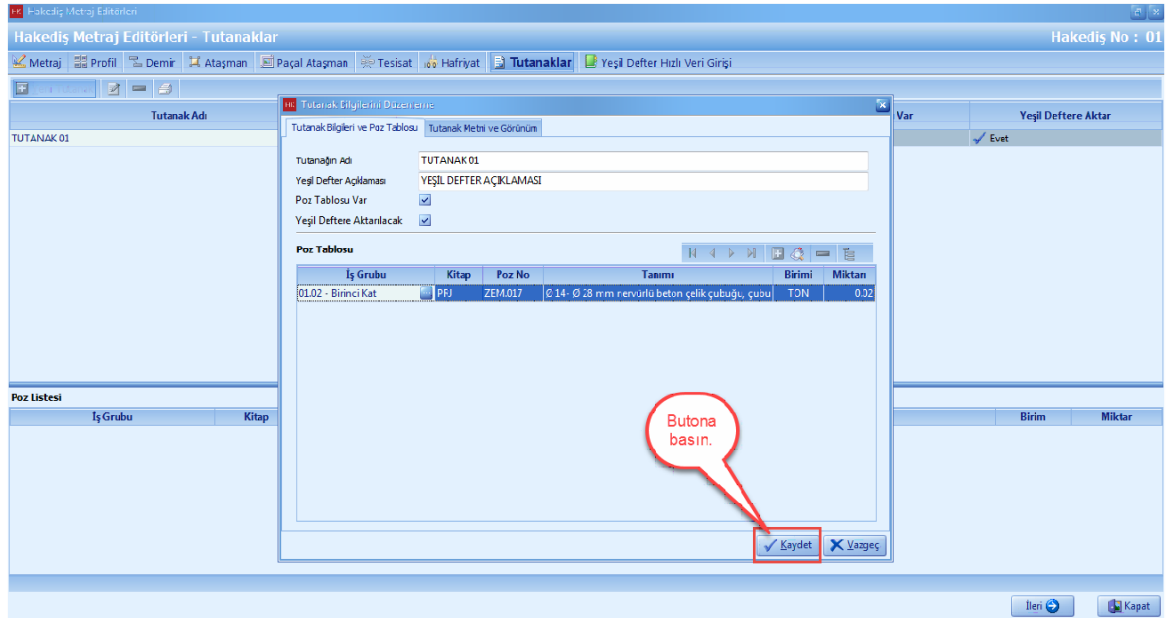 HK Hakediş Metraj Editörleri
Hakediş Metraj Editörleri - Tutanaklar
Hakediş No : 01
Metraj Profil Demir Ataşman Paçal Ataşman Tesisat Hafriyat Tutanaklar Yeşil Defter Hızlı Veri Girişi
Tutanak Adı
Var
Yeşil Deftere Aktar
TUTANAK 01
Evet
HK Tutanak Bilgilerini Düzenleme
Tutanak Bilgileri ve Poz Tablosu Tutanak Metni ve Görünüm
Tutanağın Adı TUTANAK 01
Yeşil Defter Açıklaması YEŞİL DEFTER AÇIKLAMASI
Poz Tablosu Var
Yeşil Deftere Aktarılacak
Poz Tablosu
İş Grubu Kitap Poz No Tanımı Birimi Miktarı
01.02 - Birinci Kat PRJ ZEM.017 Ø 14- Ø 28 mm nervürlü beton çelik çubuğu, çubu TON 0.02
Poz Listesi
İş Grubu Kitap Birim Miktar
Butona
basın.
Kaydet Vazgeç
İleri Kapat